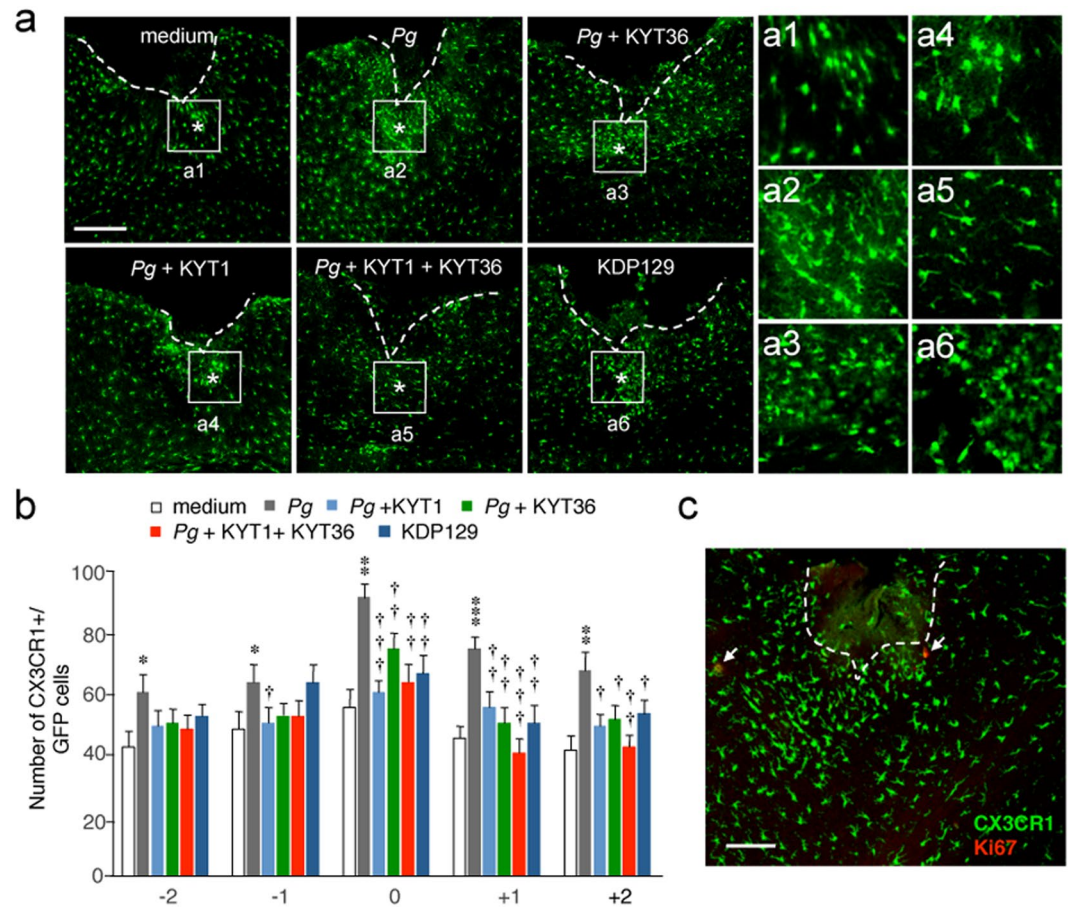 a
medium
Pg
Pg + KYT36
a1
a2
a3
Pg + KYT1
Pg + KYT1 + KYT36
KDP129
a4
a5
a6
a1
a4
a2
a5
a3
a6
b
medium Pg Pg +KYT1 Pg + KYT36
Pg + KYT1+ KYT36 KDP129
Number of CX3CR1+/
GFP cells
100
80
60
40
20
0
-2 -1 0 +1 +2
* * ** *** **
† ††† †† †† †† †† †† ††† †† † † †† †
c
CX3CR1
Ki67